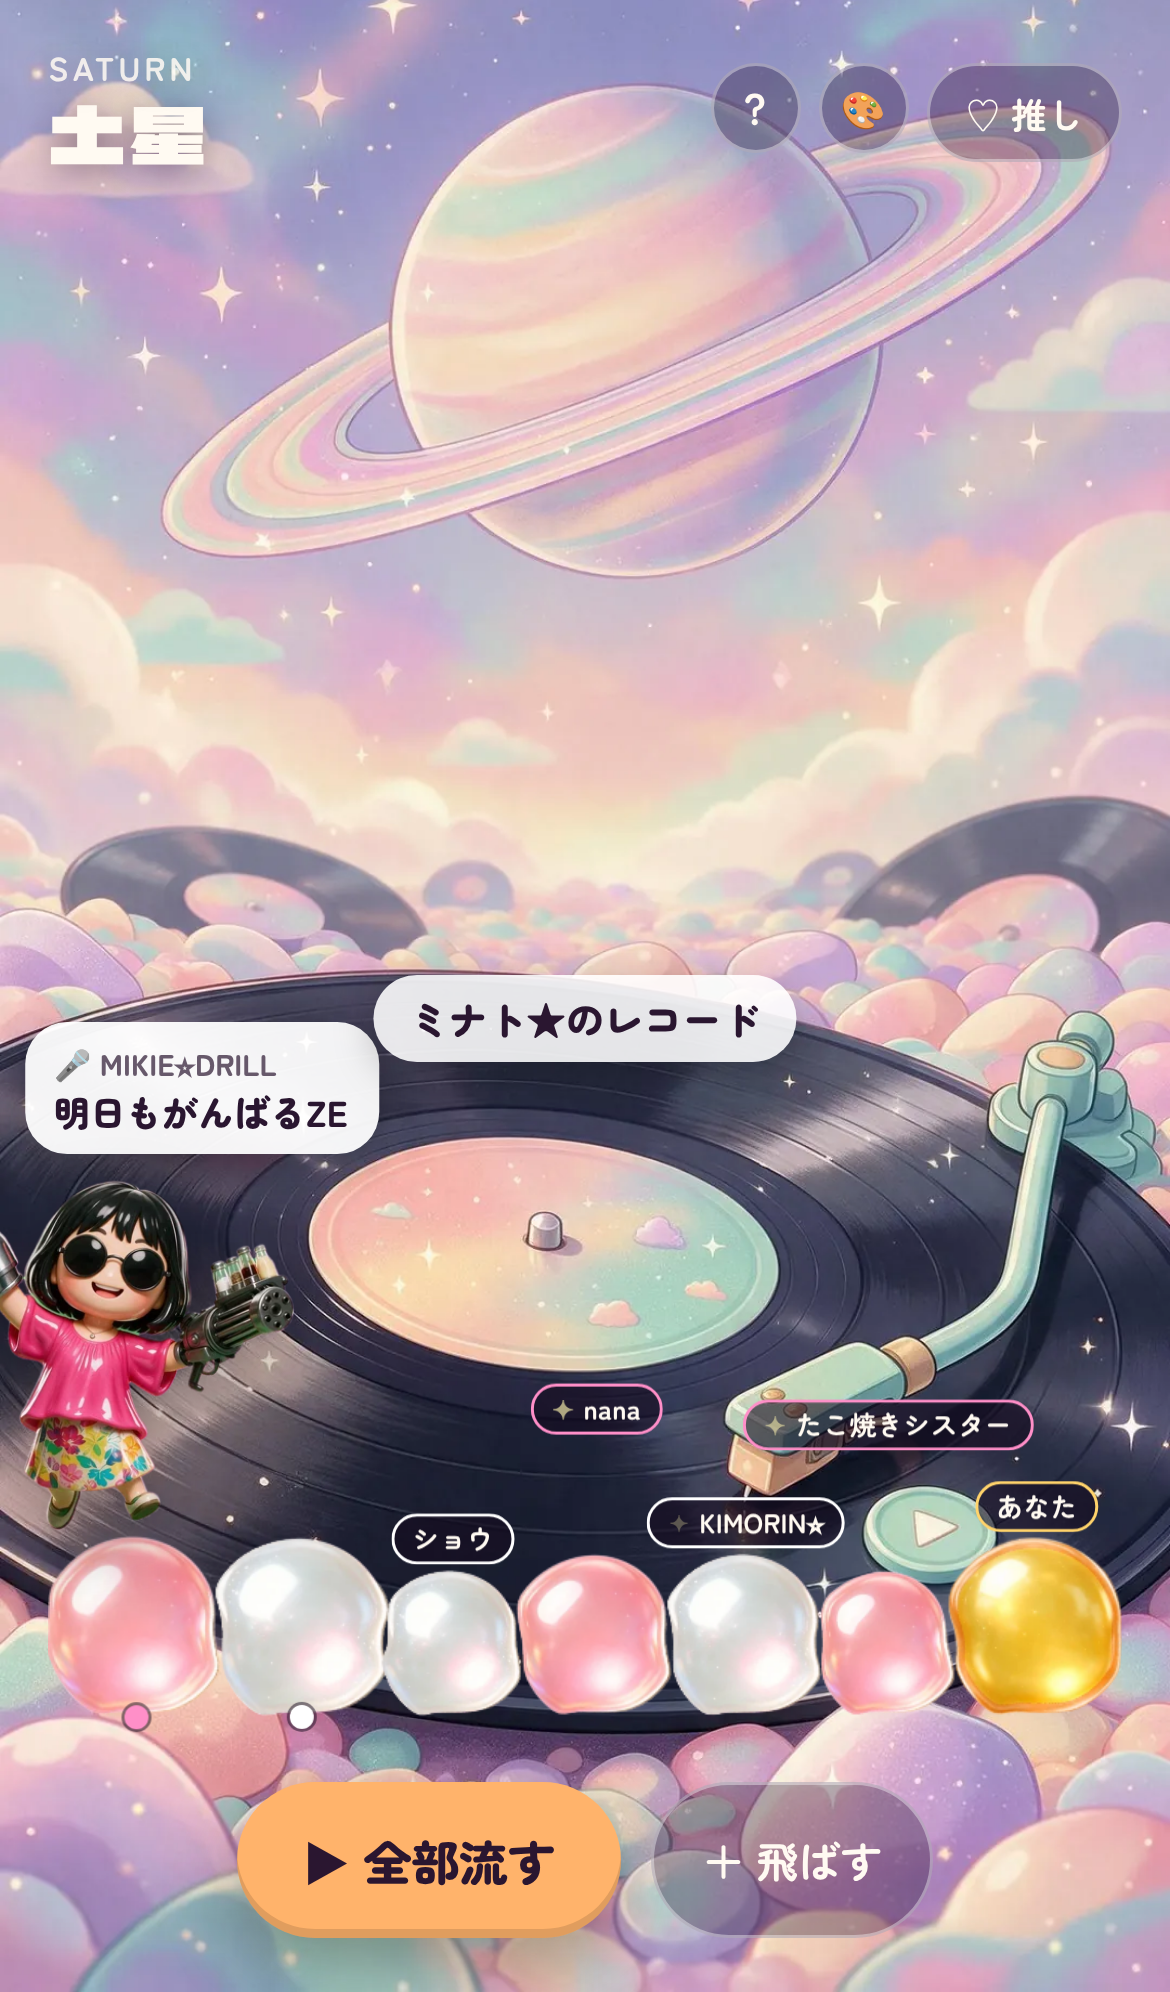 SATURN
土星
?
♡ 推し
ミナト★のレコード
🎤 MIKIE★DRILL
明日もがんばるZE
✦ nana
✦ たこ焼きシスター
あなた
✦ KIMORIN★
ショウ
▶ 全部流す
＋ 飛ばす